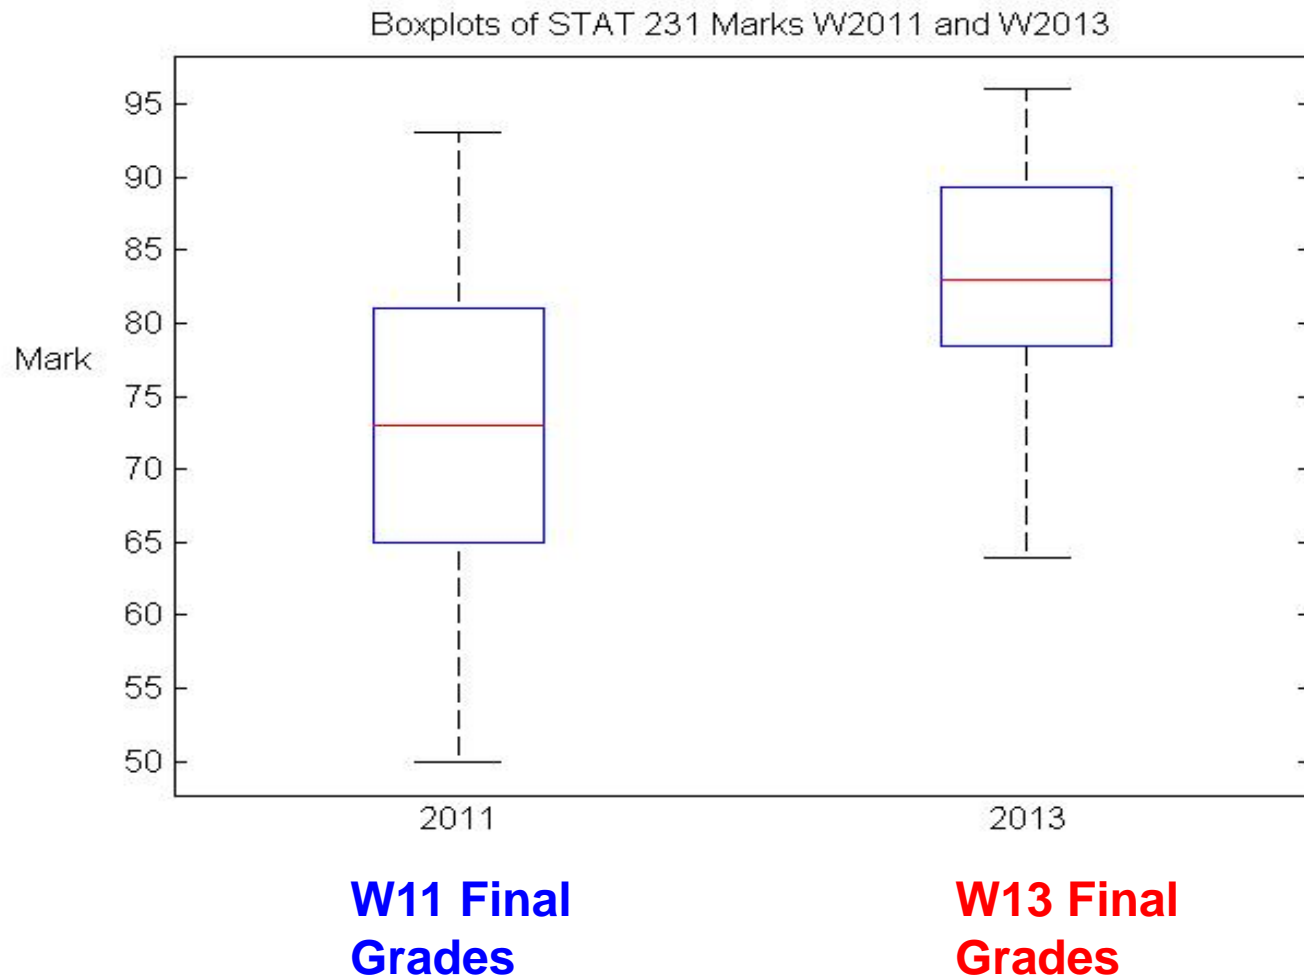 Boxplots of STAT 231 Marks W2011 and W2013
95
90
85
80
Mark
75
70
65
60
55
50
2011 2013
W11 Final W13 Final
Grades Grades